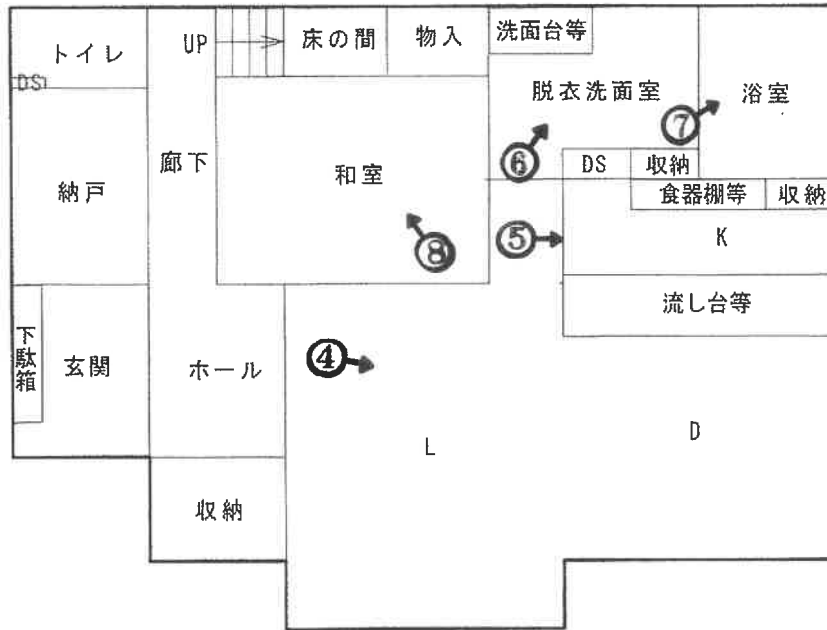 トイレ
UP
床の間
物入
洗面台等
DS
脱衣洗面室
浴室
⑦
廊下
和室
⑥
DS
収納
納戸
食器棚等
収納
⑧
⑤
K
流し台等
下駄箱
玄関
ホール
④
L
D
収納